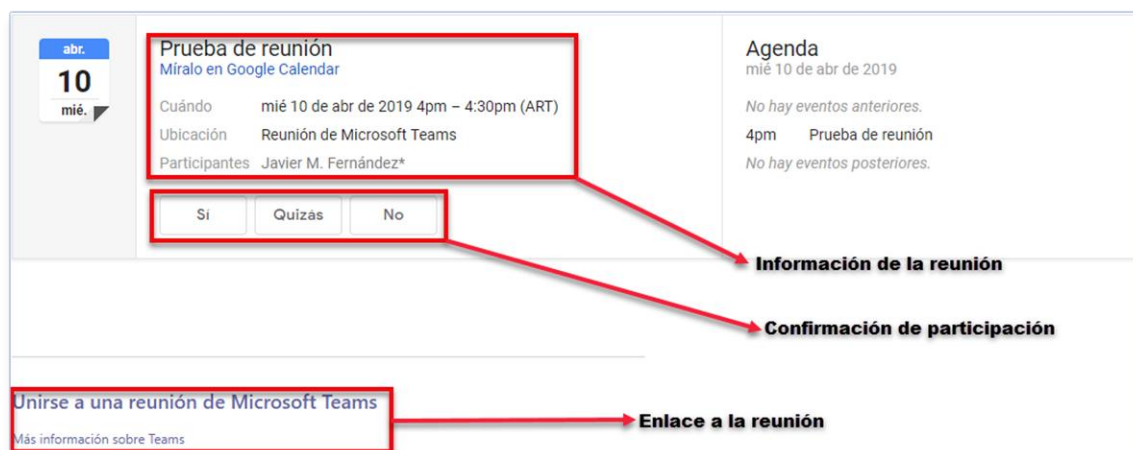 abr.
10
mié.
Prueba de reunión
Míralo en Google Calendar
Cuándo mié 10 de abr de 2019 4pm – 4:30pm (ART)
Ubicación Reunión de Microsoft Teams
Participantes Javier M. Fernández*
Sí Quizás No
Agenda
mié 10 de abr de 2019
No hay eventos anteriores.
4pm Prueba de reunión
No hay eventos posteriores.
Información de la reunión
Confirmación de participación
Unirse a una reunión de Microsoft Teams
Más información sobre Teams
Enlace a la reunión